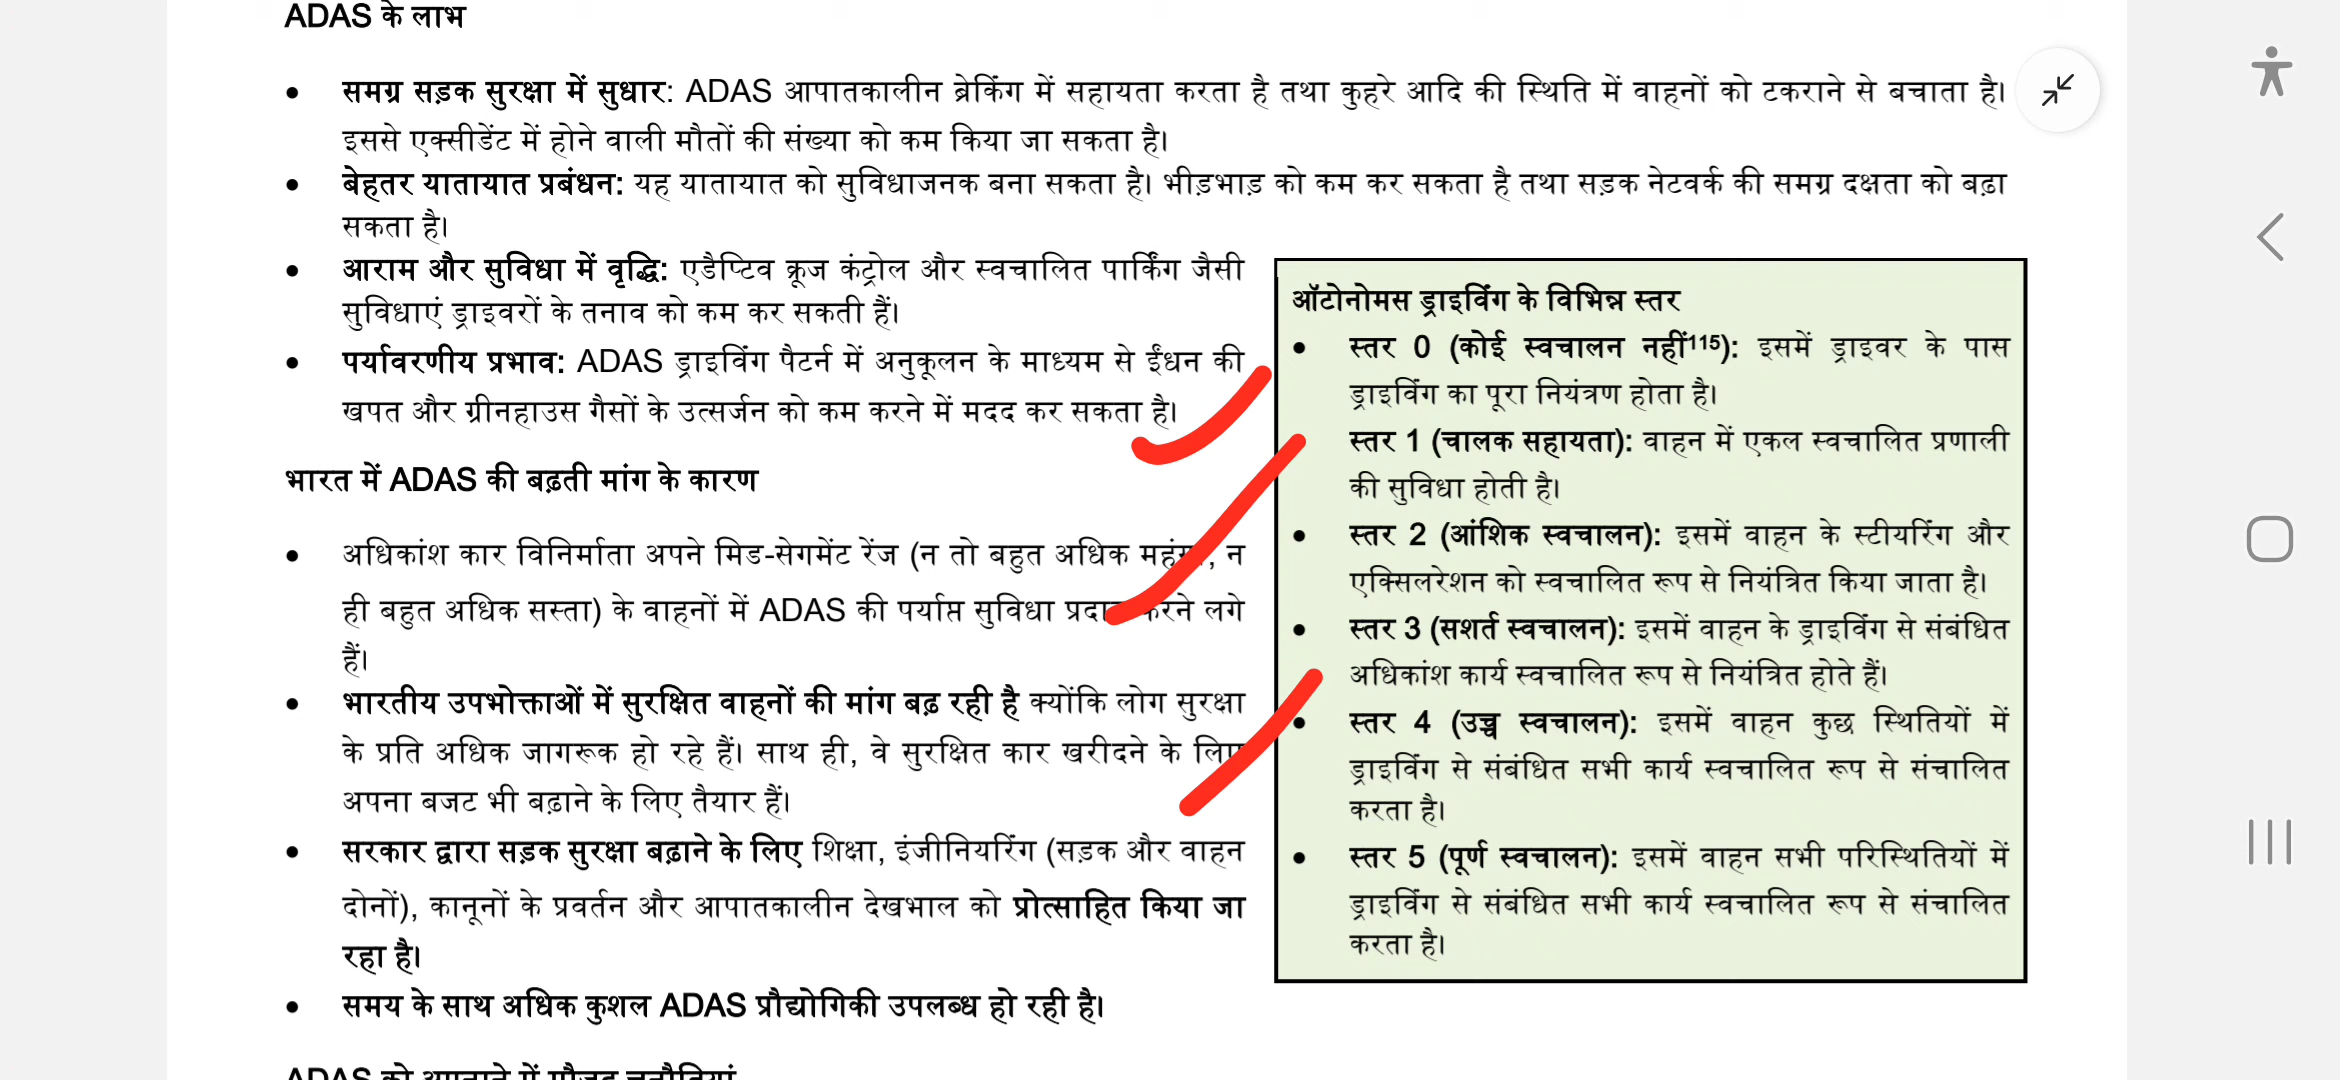 ADAS के लाभ
• समग्र सड़क सुरक्षा में सुधार: ADAS आपातकालीन ब्रेकिंग में सहायता करता है तथा कुहरे आदि की स्थिति में वाहनों को टकराने से बचाता है।
इससे एक्सीडेंट में होने वाली मौतों की संख्या को कम किया जा सकता है।
• बेहतर यातायात प्रबंधन: यह यातायात को सुविधाजनक बना सकता है। भीड़भाड़ को कम कर सकता है तथा सड़क नेटवर्क की समग्र दक्षता को बढ़ा
सकता है।
• आराम और सुविधा में वृद्धि: एडैप्टिव क्रूज कंट्रोल और स्वचालित पार्किंग जैसी
सुविधाएं ड्राइवरों के तनाव को कम कर सकती हैं।
• पर्यावरणीय प्रभाव: ADAS ड्राइविंग पैटर्न में अनुकूलन के माध्यम से ईंधन की
खपत और ग्रीनहाउस गैसों के उत्सर्जन को कम करने में मदद कर सकता है।
भारत में ADAS की बढ़ती मांग के कारण
• अधिकांश कार विनिर्माता अपने मिड-सेगमेंट रेंज (न तो बहुत अधिक न
ही बहुत अधिक सस्ता) के वाहनों में ADAS की पर्याप्त सुविधा करने लगे
हैं।
• भारतीय उपभोक्ताओं में सुरक्षित वाहनों की मांग बढ़ रही है क्योंकि लोग सुरक्षा
के प्रति अधिक जागरूक हो रहे हैं। साथ ही, वे सुरक्षित कार खरीदने के लिए
अपना बजट भी बढ़ाने के लिए तैयार हैं।
• सरकार द्वारा सड़क सुरक्षा बढ़ाने के लिए शिक्षा, इंजीनियरिंग (सड़क और वाहन
दोनों), कानूनों के प्रवर्तन और आपातकालीन देखभाल को प्रोत्साहित किया जा
रहा है।
• समय के साथ अधिक कुशल ADAS प्रौद्योगिकी उपलब्ध हो रही है।
ऑटोनोमस ड्राइविंग के विभिन्न स्तर
• स्तर 0 (कोई स्वचालन नहीं¹¹⁵): इसमें ड्राइवर के पास
ड्राइविंग का पूरा नियंत्रण होता है।
स्तर 1 (चालक सहायता): वाहन में एकल स्वचालित प्रणाली
की सुविधा होती है।
• स्तर 2 (आंशिक स्वचालन): इसमें वाहन के स्टीयरिंग और
एक्सिलरेशन को स्वचालित रूप से नियंत्रित किया जाता है।
• स्तर 3 (सशर्त स्वचालन): इसमें वाहन के ड्राइविंग से संबंधित
अधिकांश कार्य स्वचालित रूप से नियंत्रित होते हैं।
• स्तर 4 (उच्च स्वचालन): इसमें वाहन कुछ स्थितियों में
ड्राइविंग से संबंधित सभी कार्य स्वचालित रूप से संचालित
करता है।
• स्तर 5 (पूर्ण स्वचालन): इसमें वाहन सभी परिस्थितियों में
ड्राइविंग से संबंधित सभी कार्य स्वचालित रूप से संचालित
करता है।